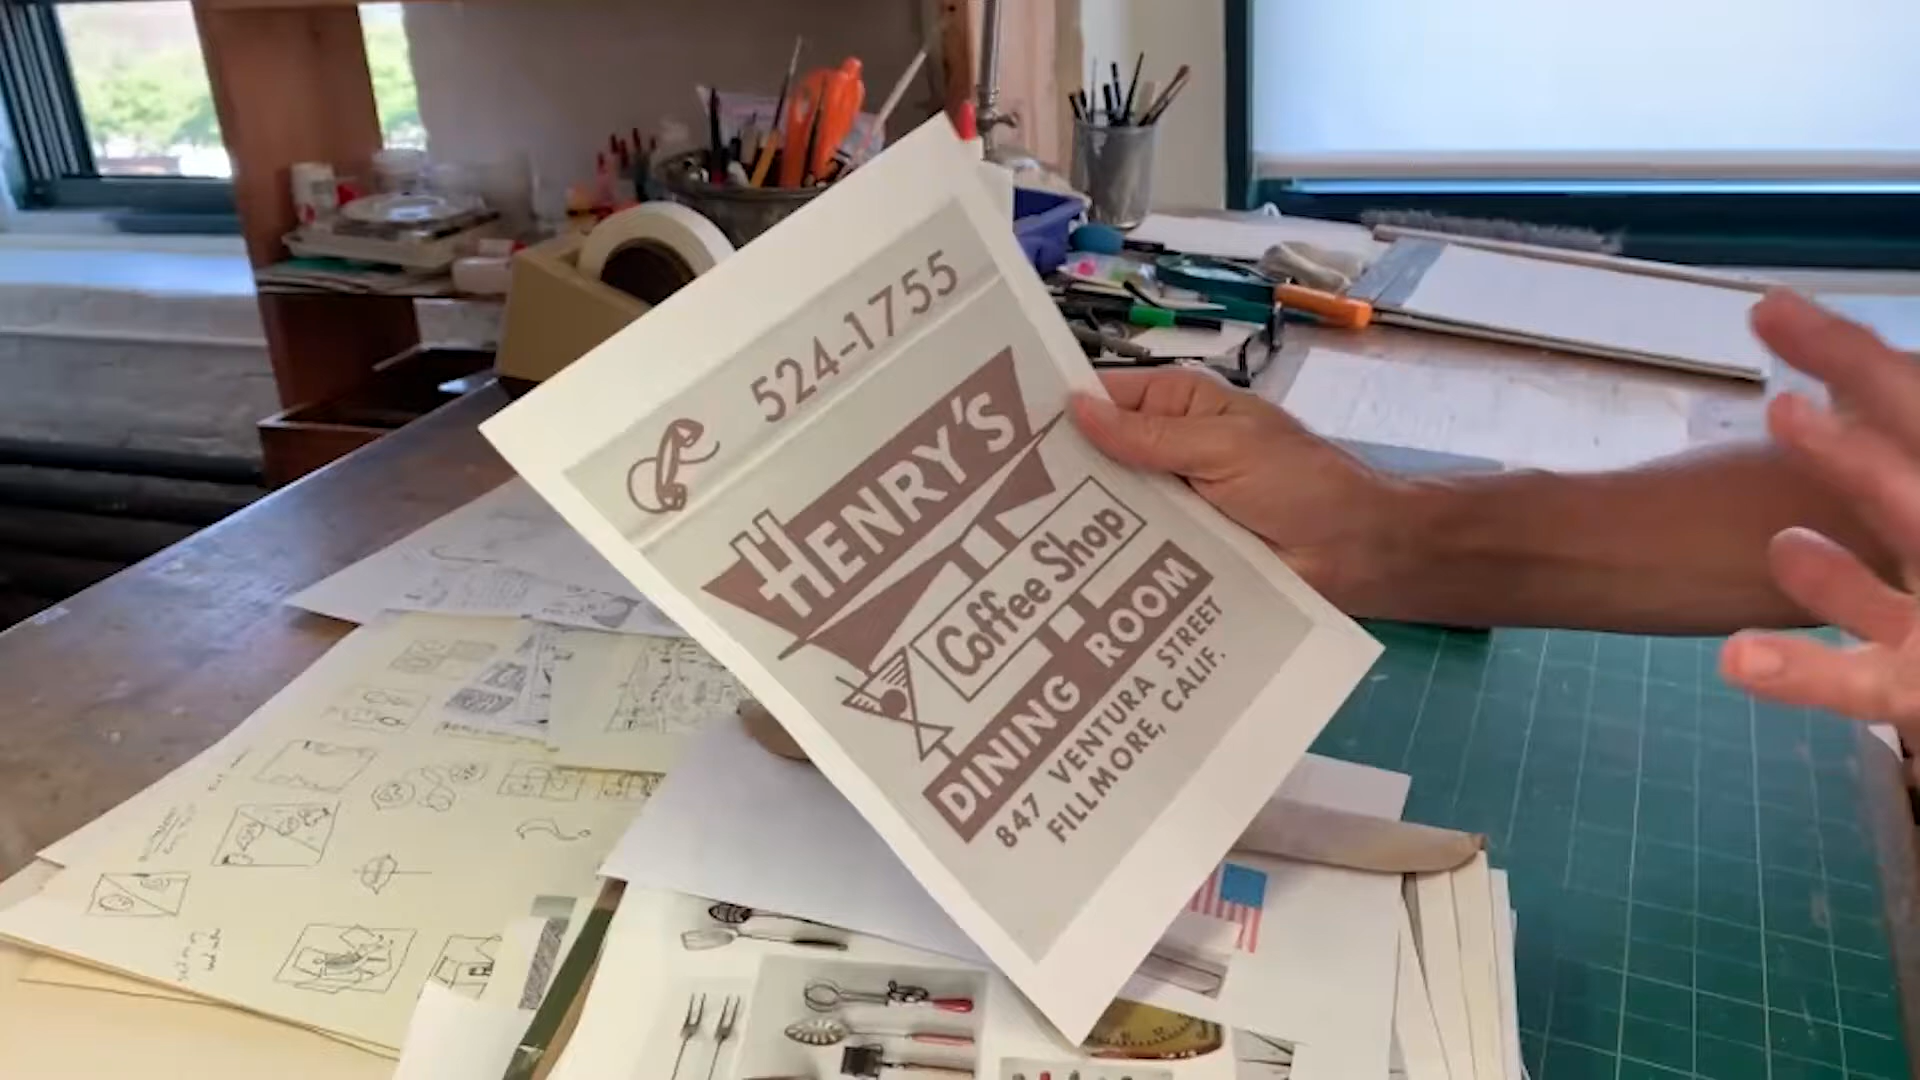 524-1755
HENRY'S
Coffee Shop
DINING ROOM
847 VENTURA STREET
FILLMORE, CALIF.